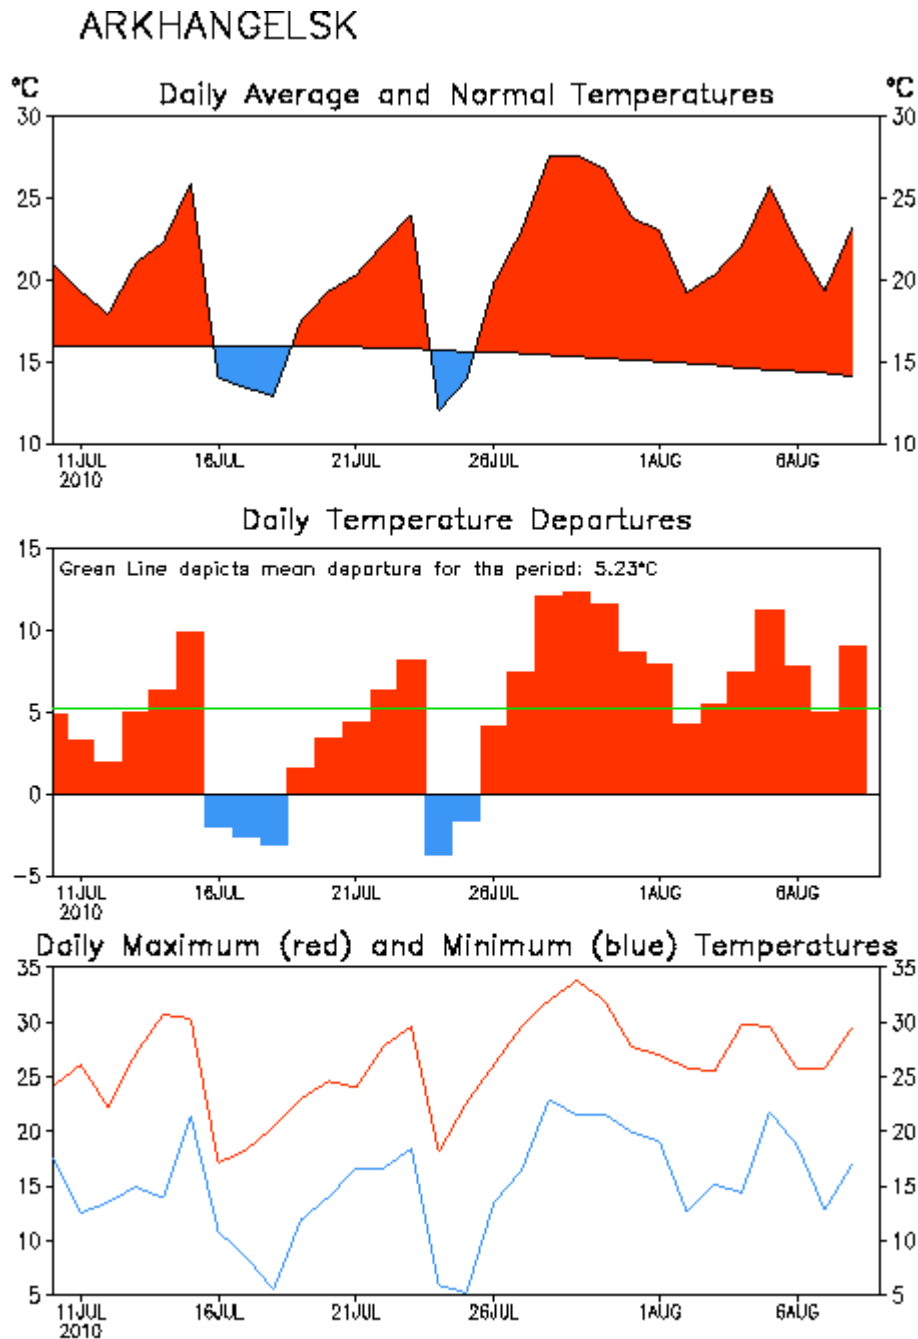 ARKHANGELSK
°C °C
Daily Average and Normal Temperatures
30 30
25 25
20 20
15 15
10 10
11JUL 16JUL 21JUL 26JUL 1AUG 6AUG
2010
Daily Temperature Departures
15
Green Line depicts mean departure for the period: 5.23°C
10
5
0
-5
11JUL 16JUL 21JUL 26JUL 1AUG 6AUG
2010
Daily Maximum (red) and Minimum (blue) Temperatures
35 35
30 30
25 25
20 20
15 15
10 10
5 5
11JUL 16JUL 21JUL 26JUL 1AUG 6AUG
2010